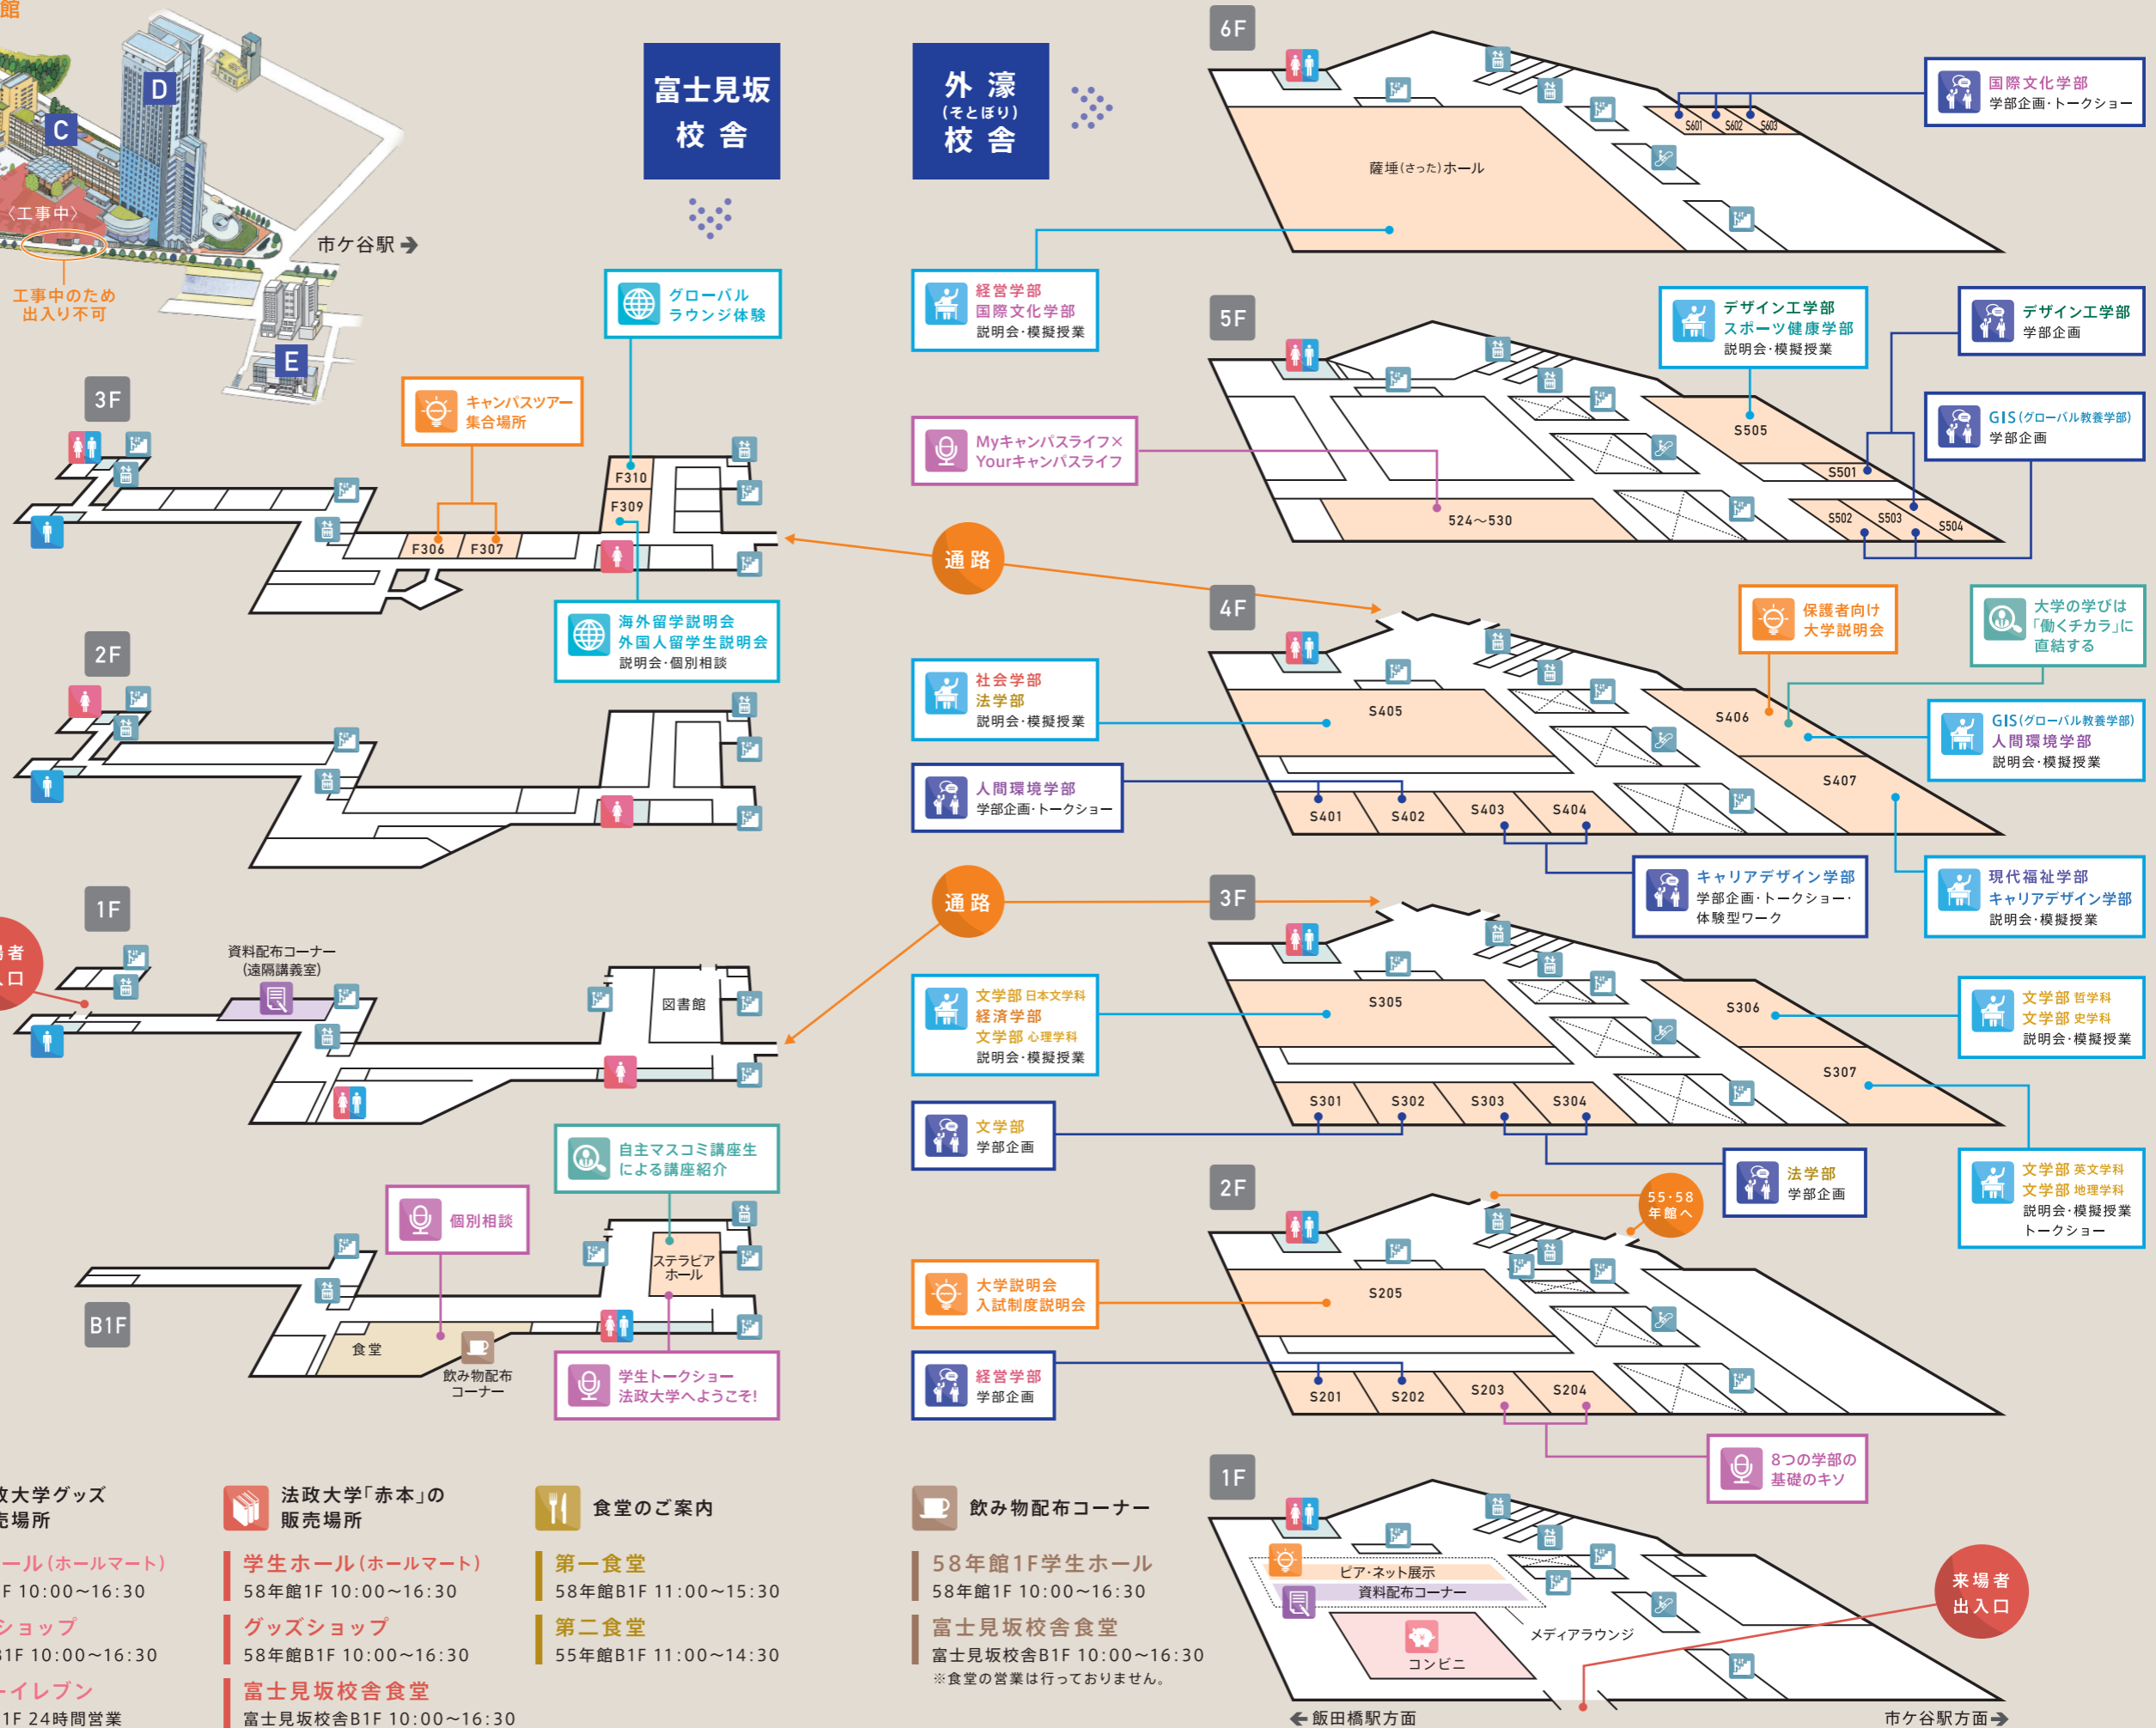 館
D
C
〈工事中〉
市ケ谷駅
工事中のため
出入り不可
E
富士見坂
校舎
外濠
(そとぼり)
校舎
3F
グローバル
ラウンジ体験
キャンパスツアー
集合場所
F310
F309
F306
F307
海外留学説明会
外国人留学生説明会
説明会・個別相談
通路
2F
1F
場者
入口
資料配布コーナー
(遠隔講義室)
図書館
通路
B1F
自主マスコミ講座生
による講座紹介
個別相談
ステラビア
ホール
食堂
飲み物配布
コーナー
学生トークショー
法政大学へようこそ!
6F
薩埵(さった)ホール
S601
S602
S603
国際文化学部
学部企画・トークショー
経営学部
国際文化学部
説明会・模擬授業
5F
デザイン工学部
スポーツ健康学部
説明会・模擬授業
デザイン工学部
学部企画
GIS(グローバル教養学部)
学部企画
Myキャンパスライフ×
Yourキャンパスライフ
S505
S501
S502
S503
S504
524〜530
4F
保護者向け
大学説明会
大学の学びは
「働くチカラ」に
直結する
社会学部
法学部
説明会・模擬授業
S405
S406
GIS(グローバル教養学部)
人間環境学部
説明会・模擬授業
S407
人間環境学部
学部企画・トークショー
S401
S402
S403
S404
キャリアデザイン学部
学部企画・トークショー・
体験型ワーク
現代福祉学部
キャリアデザイン学部
説明会・模擬授業
3F
文学部 日本文学科
経済学部
文学部 心理学科
説明会・模擬授業
S305
S306
文学部 哲学科
文学部 史学科
説明会・模擬授業
S307
S301
S302
S303
S304
文学部
学部企画
法学部
学部企画
文学部 英文学科
文学部 地理学科
説明会・模擬授業
トークショー
2F
55・58
年館へ
大学説明会
入試制度説明会
S205
経営学部
学部企画
S201
S202
S203
S204
8つの学部の
基礎のキソ
1F
ピア・ネット展示
資料配布コーナー
メディアラウンジ
コンビニ
来場者
出入口
飯田橋駅方面
市ケ谷駅方面
政大学グッズ
売場所
ール(ホールマート)
F 10:00〜16:30
ショップ
B1F 10:00〜16:30
ーイレブン
1F 24時間営業
法政大学「赤本」の
販売場所
学生ホール(ホールマート)
58年館1F 10:00〜16:30
グッズショップ
58年館B1F 10:00〜16:30
富士見坂校舎食堂
富士見坂校舎B1F 10:00〜16:30
食堂のご案内
第一食堂
58年館B1F 11:00〜15:30
第二食堂
55年館B1F 11:00〜14:30
飲み物配布コーナー
58年館1F学生ホール
58年館1F 10:00〜16:30
富士見坂校舎食堂
富士見坂校舎B1F 10:00〜16:30
※食堂の営業は行っておりません。